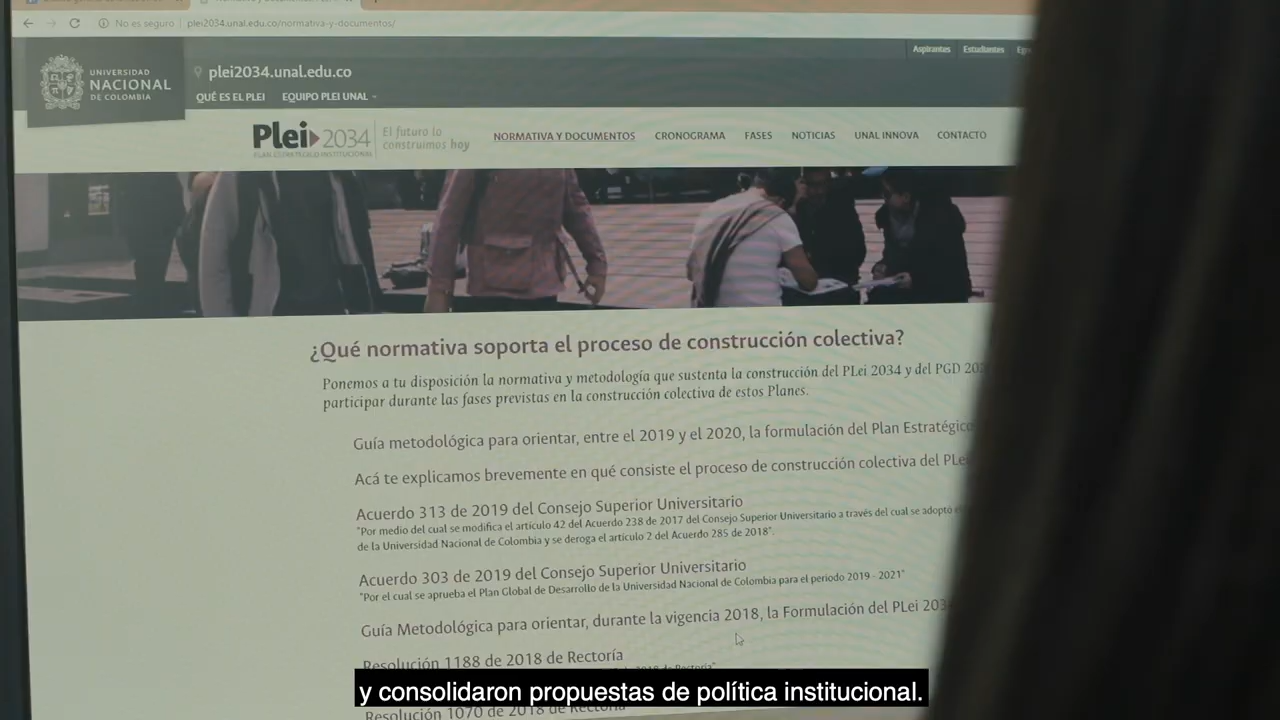 No es seguro | plei2034.unal.edu.co/normativa-y-documentos/
Aspirantes Estudiantes
UNIVERSIDAD
NACIONAL
DE COLOMBIA
plei2034.unal.edu.co
QUÉ ES EL PLEI EQUIPO PLEI UNAL
Plei 2034
PLAN ESTRATÉGICO INSTITUCIONAL
El futuro lo
construimos hoy
NORMATIVA Y DOCUMENTOS CRONOGRAMA FASES NOTICIAS UNAL INNOVA CONTACTO
¿Qué normativa soporta el proceso de construcción colectiva?
Ponemos a tu disposición la normativa y metodología que sustenta la construcción del PLei 2034 y del PGD
participar durante las fases previstas en la construcción colectiva de estos Planes.
Guía metodológica para orientar, entre el 2019 y el 2020, la formulación del Plan Estratégico
Acá te explicamos brevemente en qué consiste el proceso de construcción colectiva del PLei
Acuerdo 313 de 2019 del Consejo Superior Universitario
"Por medio del cual se modifica el artículo 42 del Acuerdo 238 de 2017 del Consejo Superior Universitario a través del cual se adoptó
de la Universidad Nacional de Colombia y se deroga el artículo 2 del Acuerdo 285 de 2018".
Acuerdo 303 de 2019 del Consejo Superior Universitario
"Por el cual se aprueba el Plan Global de Desarrollo de la Universidad Nacional de Colombia para el periodo 2019 - 2021"
Guía Metodológica para orientar, durante la vigencia 2018, la Formulación del PLei
Resolución 1188 de 2018 de Rectoría
y consolidaron propuestas de política institucional.
Resolución 1070 de 2018 de Rectoría